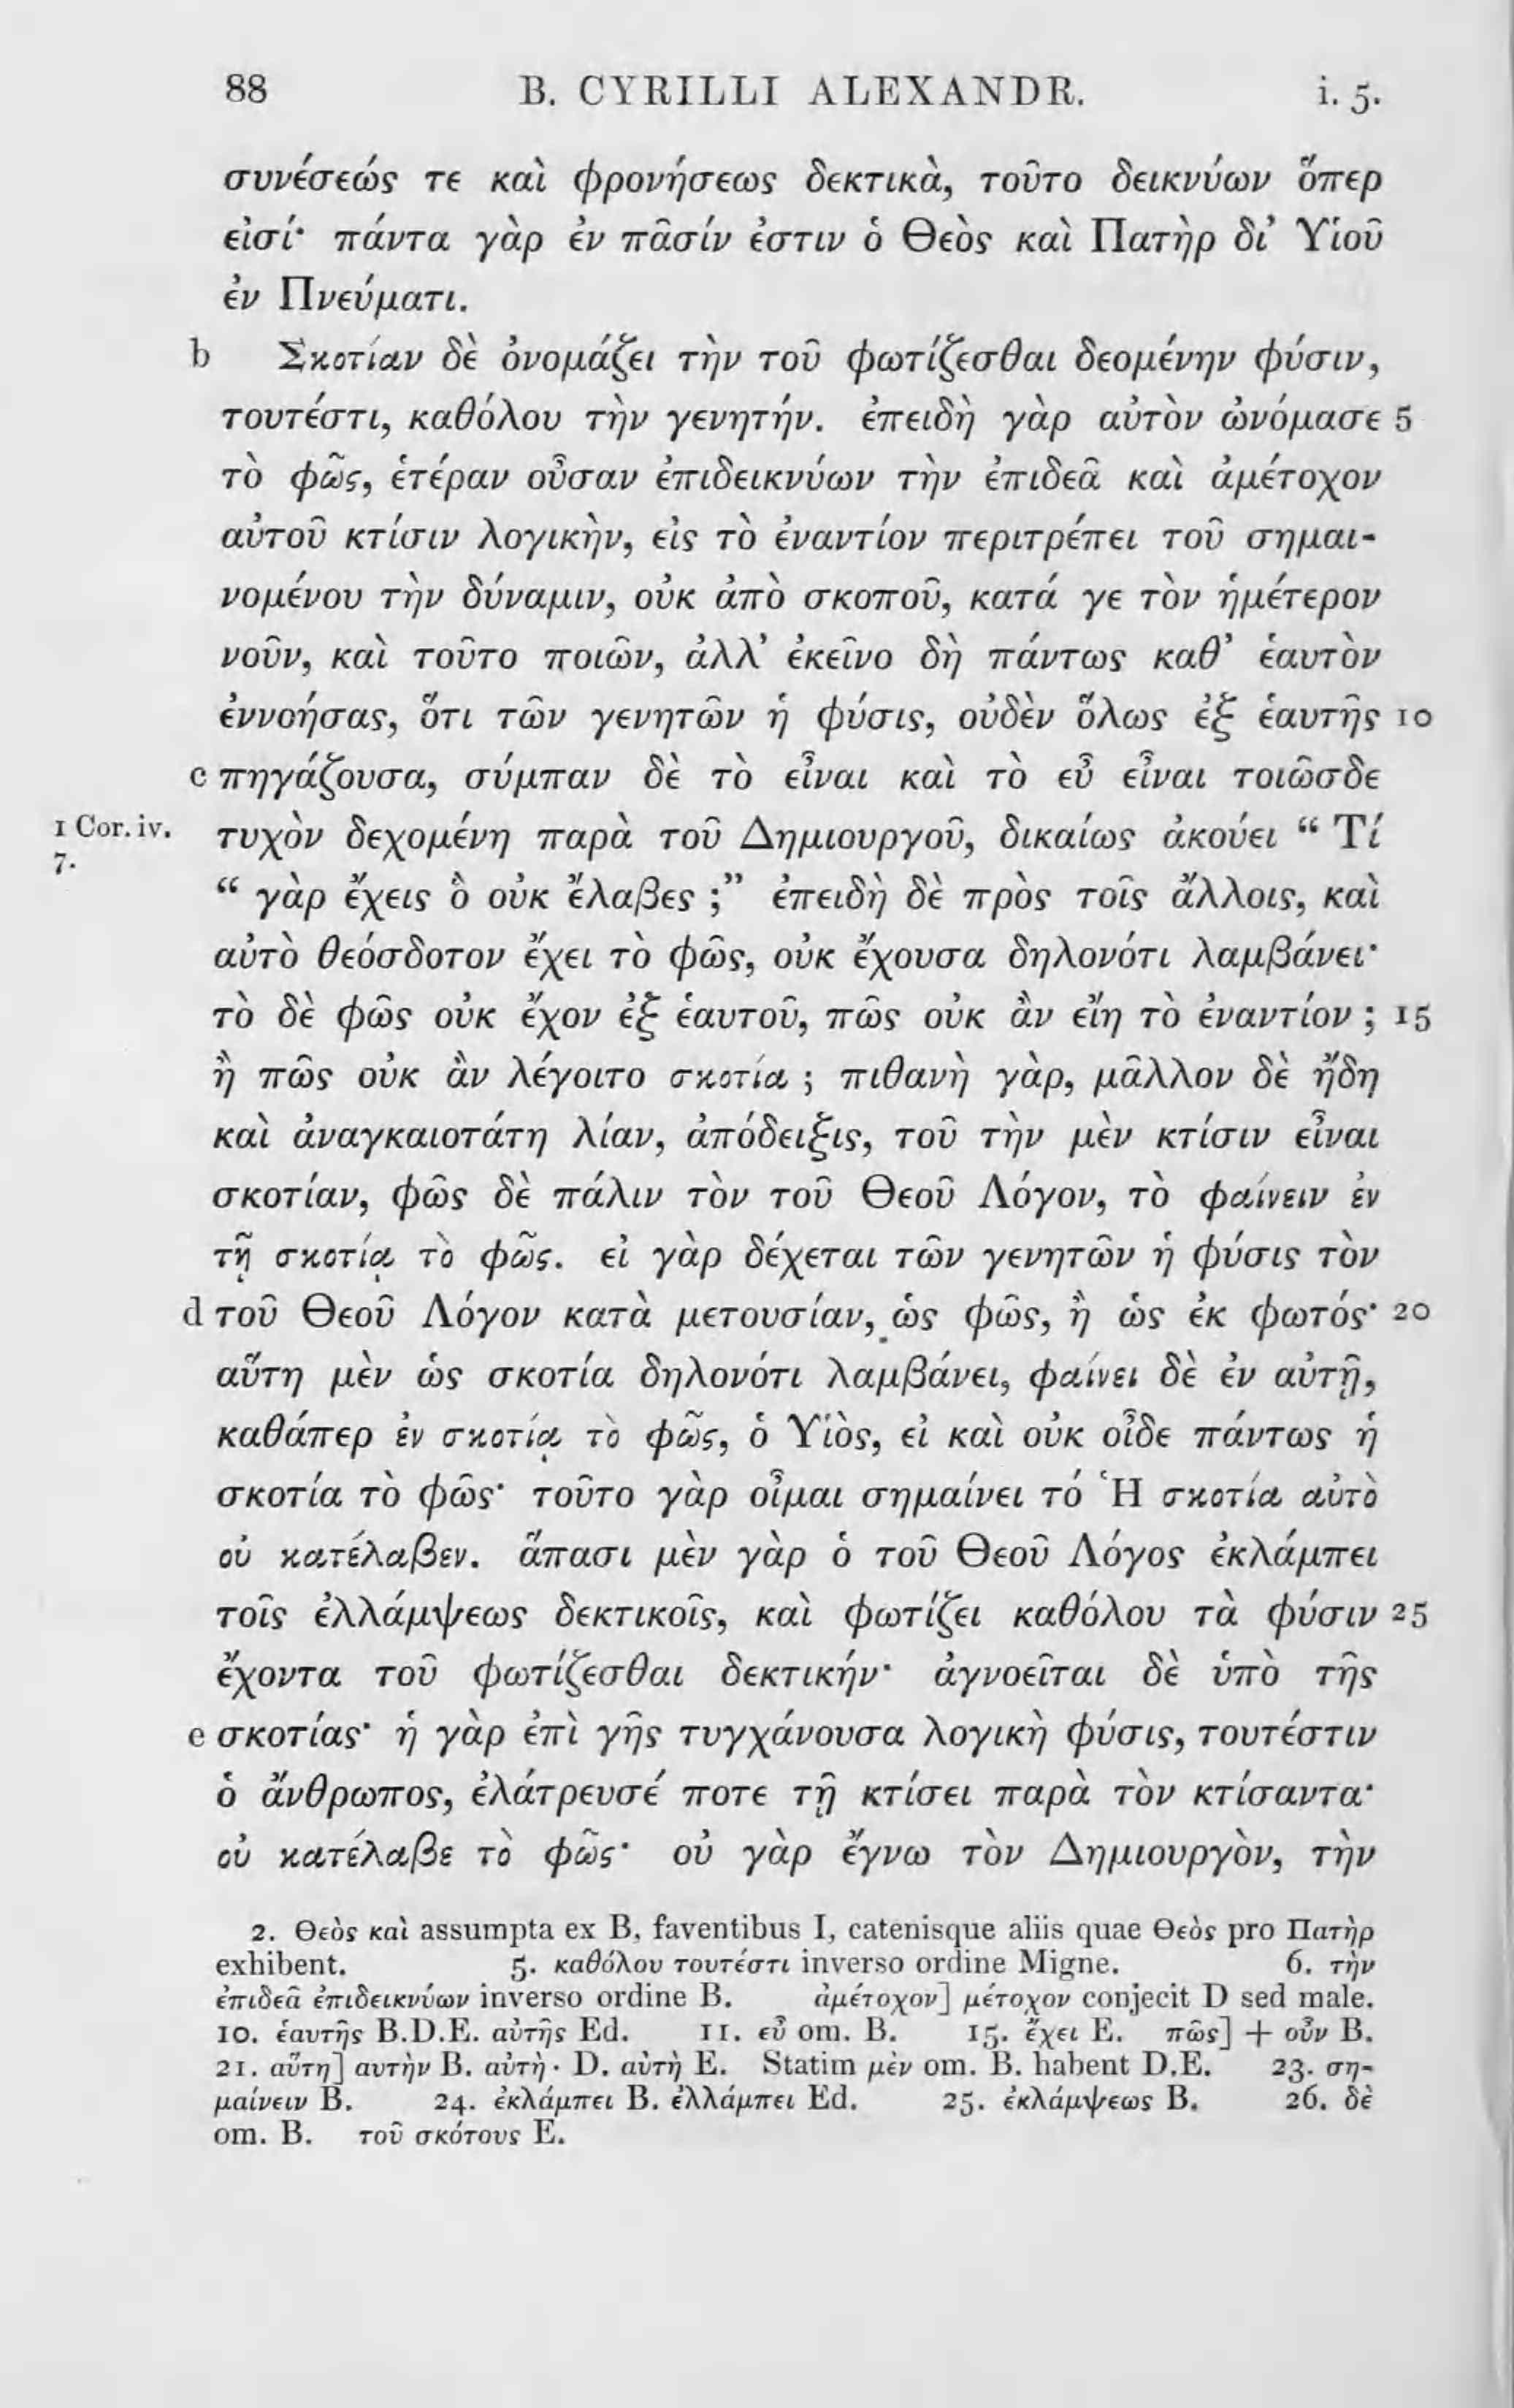 88 B. CYRILLI ALEXANDR. i. 5.
συνέσεώς τε καὶ φρονήσεως δεκτικὰ, τοῦτο δεικνύων ὅπερ
εἰσί· πάντα γὰρ ἐν πᾶσίν ἐστιν ὁ Θεὸς καὶ Πατὴρ δι’ Υἱοῦ
ἐν Πνεύματι.
b Σκοτίαν δὲ ὀνομάζει τὴν τοῦ φωτίζεσθαι δεομένην φύσιν,
τουτέστι, καθόλου τὴν γενητήν. ἐπειδὴ γὰρ αὐτὸν ὠνόμασε 5
τὸ φῶς, ἑτέραν οὖσαν ἐπιδεικνύων τὴν ἐπιδεᾶ καὶ ἀμέτοχον
αὐτοῦ κτίσιν λογικὴν, εἰς τὸ ἐναντίον περιτρέπει τοῦ σημαι-
νομένου τὴν δύναμιν, οὐκ ἀπὸ σκοποῦ, κατά γε τὸν ἡμέτερον
νοῦν, καὶ τοῦτο ποιῶν, ἀλλ’ ἐκεῖνο δὴ πάντως καθ’ ἑαυτὸν
ἐννοήσας, ὅτι τῶν γενητῶν ἡ φύσις, οὐδὲν ὅλως ἐξ ἑαυτῆς 10
c πηγάζουσα, σύμπαν δὲ τὸ εἶναι καὶ τὸ εὖ εἶναι τοιῶσδε
1 Cor. iv. 7. τυχὸν δεχομένη παρὰ τοῦ Δημιουργοῦ, δικαίως ἀκούει “ Τί
“ γὰρ ἔχεις ὃ οὐκ ἔλαβες ;” ἐπειδὴ δὲ πρὸς τοῖς ἄλλοις, καὶ
αὐτὸ θεόσδοτον ἔχει τὸ φῶς, οὐκ ἔχουσα δηλονότι λαμβάνει·
τὸ δὲ φῶς οὐκ ἔχον ἐξ ἑαυτοῦ, πῶς οὐκ ἂν εἴη τὸ ἐναντίον ; 15
ἢ πῶς οὐκ ἂν λέγοιτο σκοτία ; πιθανὴ γὰρ, μᾶλλον δὲ ἤδη
καὶ ἀναγκαιοτάτη λίαν, ἀπόδειξις, τοῦ τὴν μὲν κτίσιν εἶναι
σκοτίαν, φῶς δὲ πάλιν τὸν τοῦ Θεοῦ Λόγον, τὸ φαίνειν ἐν
τῇ σκοτίᾳ τὸ φῶς. εἰ γὰρ δέχεται τῶν γενητῶν ἡ φύσις τὸν
d τοῦ Θεοῦ Λόγον κατὰ μετουσίαν, ὡς φῶς, ἢ ὡς ἐκ φωτός· 20
αὕτη μὲν ὡς σκοτία δηλονότι λαμβάνει, φαίνει δὲ ἐν αὐτῇ,
καθάπερ ἐν σκοτίᾳ τὸ φῶς, ὁ Υἱὸς, εἰ καὶ οὐκ οἶδε πάντως ἡ
σκοτία τὸ φῶς· τοῦτο γὰρ οἶμαι σημαίνει τό Ἡ σκοτία αὐτὸ
οὐ κατέλαβεν. ἅπασι μὲν γὰρ ὁ τοῦ Θεοῦ Λόγος ἐκλάμπει
τοῖς ἐλλάμψεως δεκτικοῖς, καὶ φωτίζει καθόλου τὰ φύσιν 25
ἔχοντα τοῦ φωτίζεσθαι δεκτικήν· ἀγνοεῖται δὲ ὑπὸ τῆς
e σκοτίας· ἡ γὰρ ἐπὶ γῆς τυγχάνουσα λογικὴ φύσις, τουτέστιν
ὁ ἄνθρωπος, ἐλάτρευσέ ποτε τῇ κτίσει παρὰ τὸν κτίσαντα·
οὐ κατέλαβε τὸ φῶς· οὐ γὰρ ἔγνω τὸν Δημιουργὸν, τὴν
2. Θεὸς καὶ assumpta ex B, faventibus I, catenisque aliis quae Θεὸς pro Πατὴρ
exhibent. 5. καθόλου τουτέστι inverso ordine Migne. 6. τὴν
ἐπιδεᾶ ἐπιδεικνύων inverso ordine B. ἀμέτοχον] μέτοχον conjecit D sed male.
10. ἑαυτῆς B.D.E. αὐτῆς Ed. 11. εὖ om. B. 15. ἔχει E. πῶς] + οὖν B.
21. αὕτη] αυτὴν B. αὐτὴ · D. αὐτὴ E. Statim μὲν om. B. habent D.E. 23. ση-
μαίνειν B. 24. ἐκλάμπει B. ἐλλάμπει Ed. 25. ἐκλάμψεως B. 26. δὲ
om. B. τοῦ σκότους E.